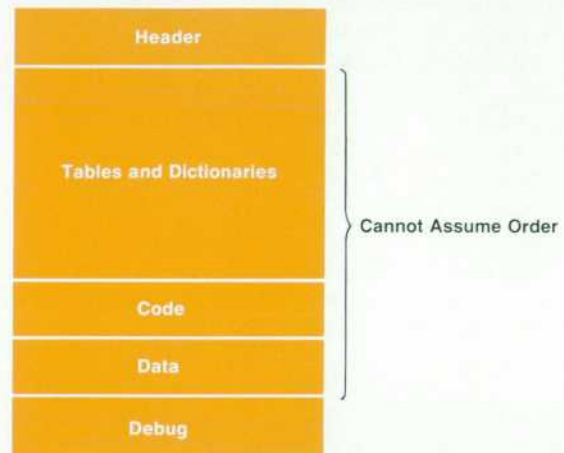 Header
Tables and Dictionaries
Cannot Assume Order
Code
Data
Debug